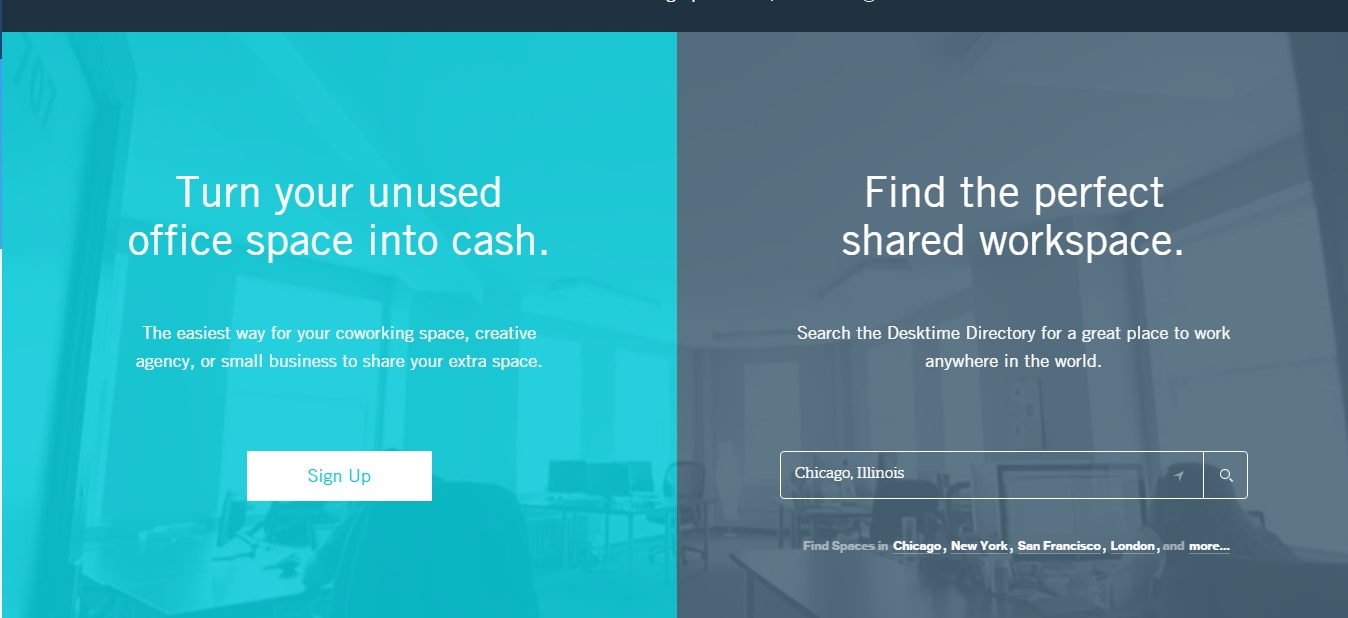 Turn your unused
office space into cash.
The easiest way for your coworking space, creative
agency, or small business to share your extra space.
Sign Up
Find the perfect
shared workspace.
Search the Desktime Directory for a great place to work
anywhere in the world.
Chicago, Illinois
Find Spaces in Chicago, New York, San Francisco, London, and more...